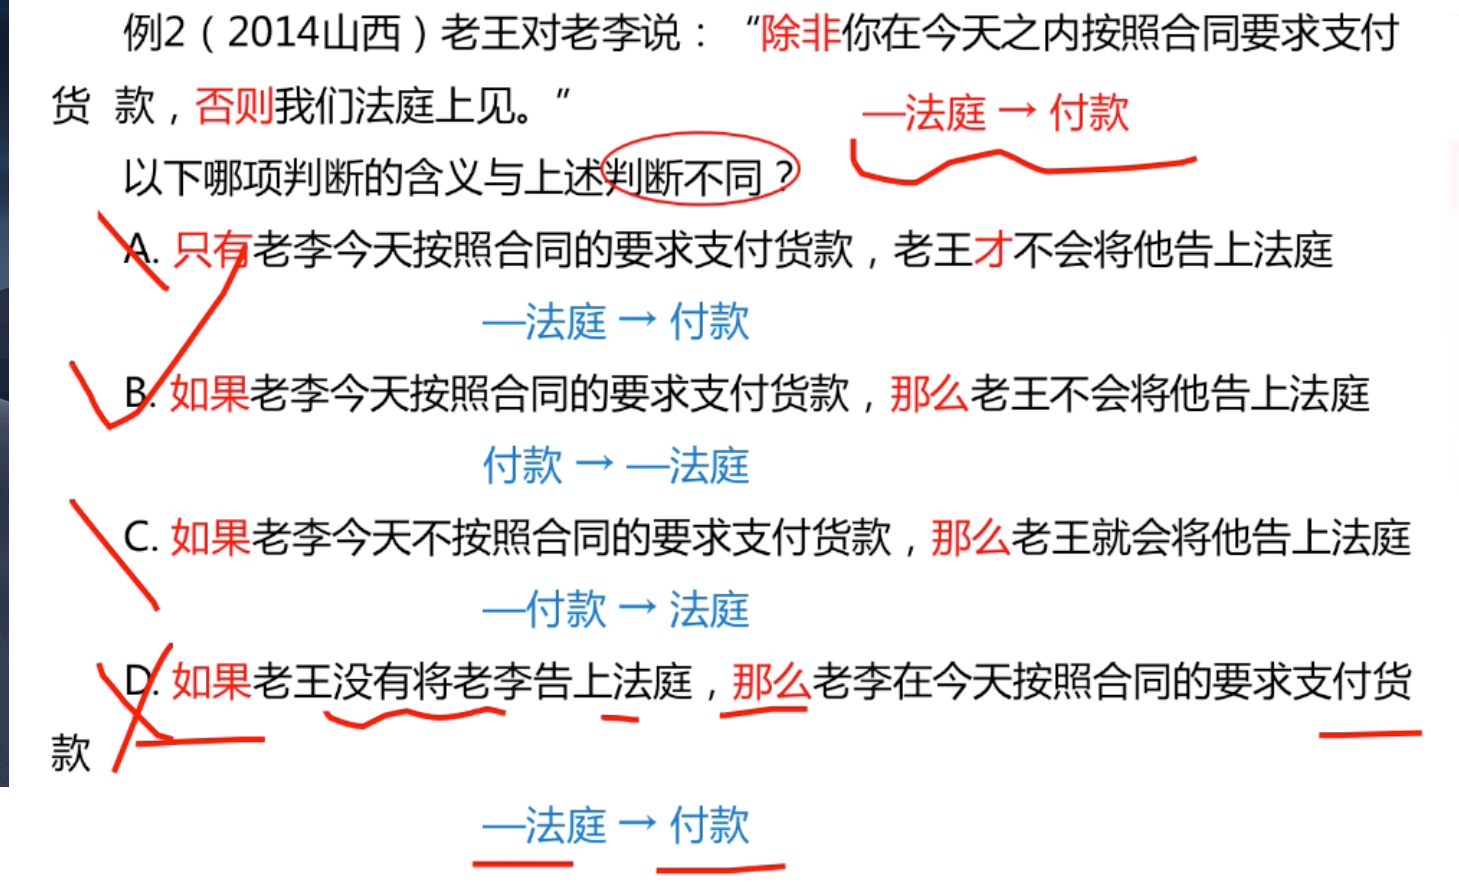 例2（2014山西）老王对老李说：“除非你在今天之内按照合同要求支付
货 款，否则我们法庭上见。”
—法庭 → 付款
以下哪项判断的含义与上述判断不同？
A. 只有老李今天按照合同的要求支付货款，老王才不会将他告上法庭
—法庭 → 付款
B. 如果老李今天按照合同的要求支付货款，那么老王不会将他告上法庭
付款 → —法庭
C. 如果老李今天不按照合同的要求支付货款，那么老王就会将他告上法庭
—付款 → 法庭
D. 如果老王没有将老李告上法庭，那么老李在今天按照合同的要求支付货
款
—法庭 → 付款